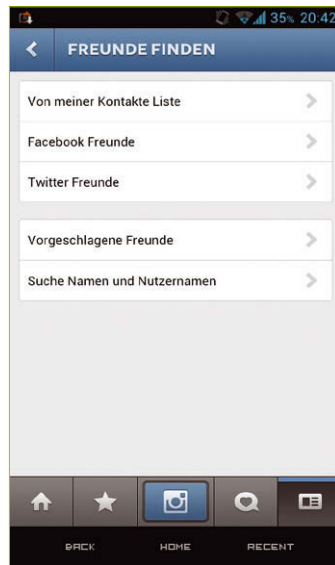 35% 20:42
FREUNDE FINDEN
Von meiner Kontakte Liste
Facebook Freunde
Twitter Freunde
Vorgeschlagene Freunde
Suche Namen und Nutzernamen
BACK HOME RECENT